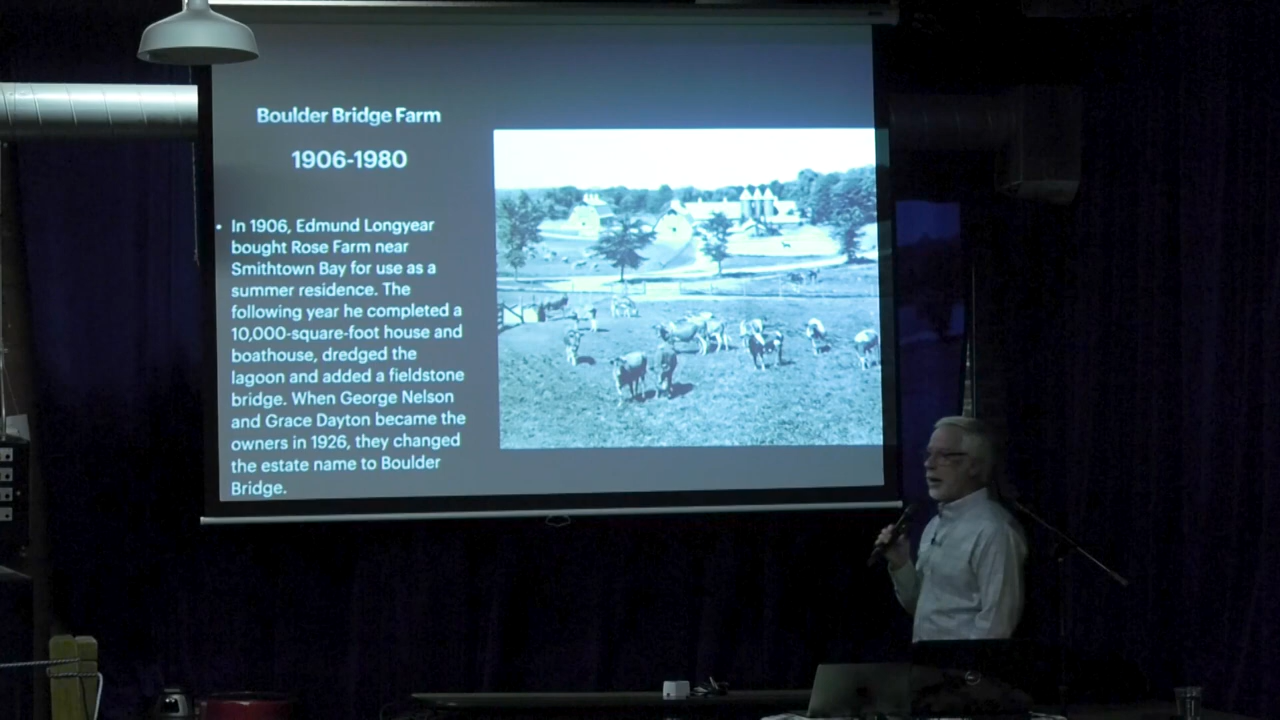 Boulder Bridge Farm
1906-1980
• In 1906, Edmund Longyear
bought Rose Farm near
Smithtown Bay for use as a
summer residence. The
following year he completed a
10,000-square-foot house and
boathouse, dredged the
lagoon and added a fieldstone
bridge. When George Nelson
and Grace Dayton became the
owners in 1926, they changed
the estate name to Boulder
Bridge.